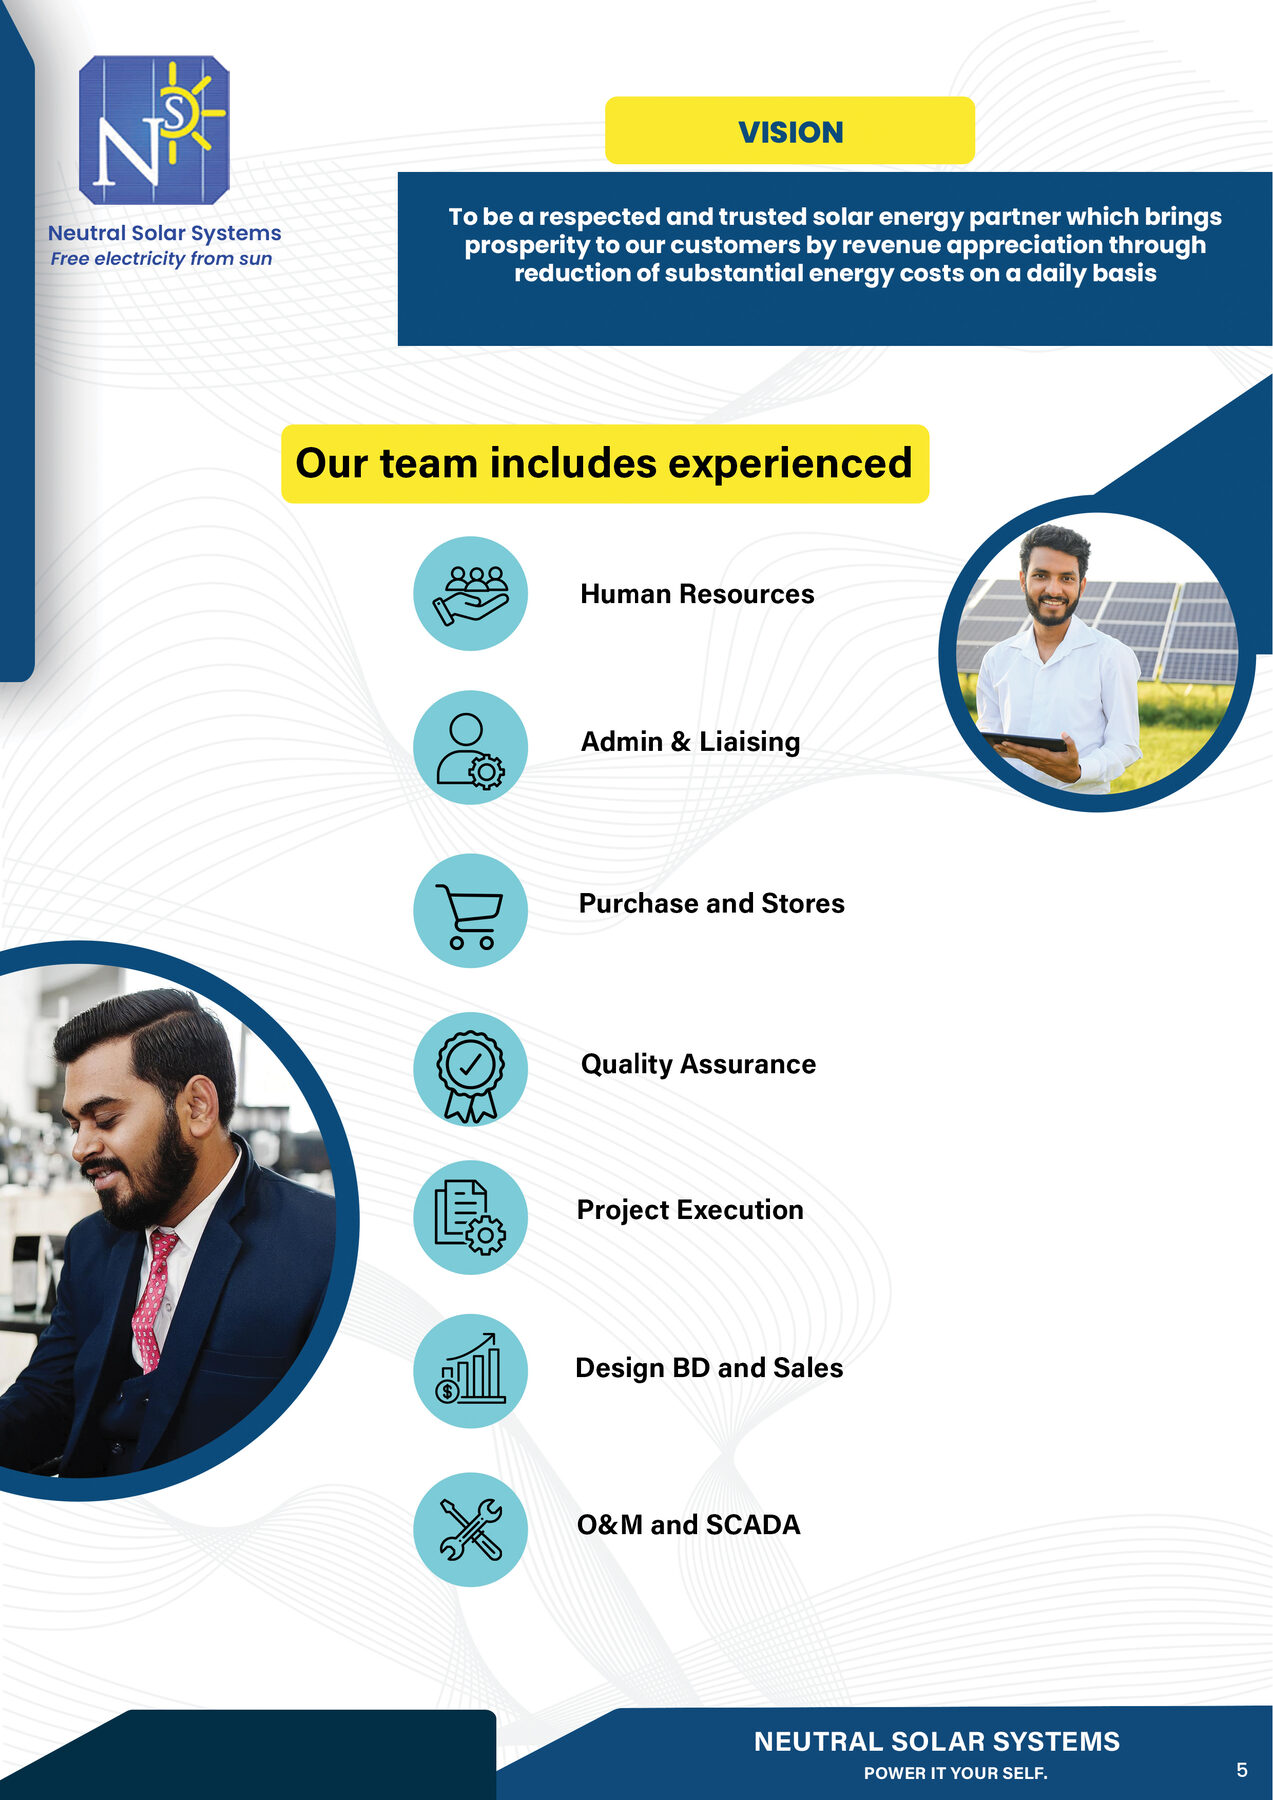 NS
Neutral Solar Systems
Free electricity from sun
VISION
To be a respected and trusted solar energy partner which brings
prosperity to our customers by revenue appreciation through
reduction of substantial energy costs on a daily basis
Our team includes experienced
Human Resources
Admin & Liaising
Purchase and Stores
Quality Assurance
Project Execution
$
Design BD and Sales
O&M and SCADA
NEUTRAL SOLAR SYSTEMS
POWER IT YOUR SELF.
5